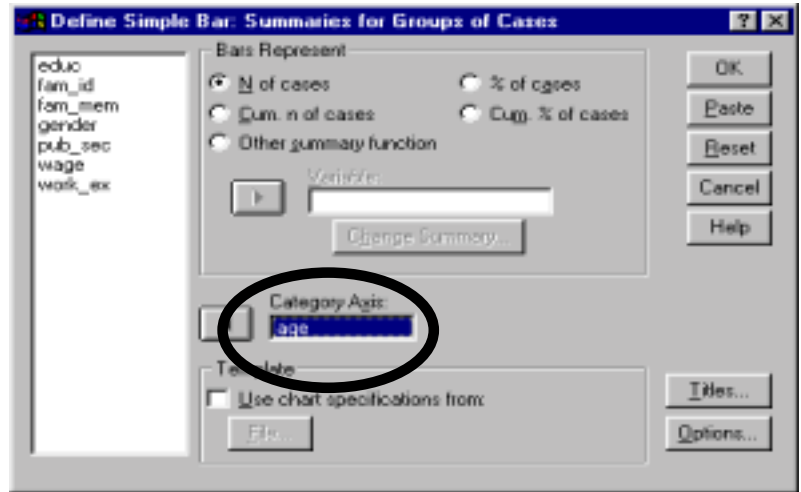 Define Simple Bar: Summaries for Groups of Cases
educ
fam_id
fam_mem
gender
pub_sec
wage
work_ex
Bars Represent
N of cases
% of cases
Cum. n of cases
Cum. % of cases
Other summary function
Variable:
Change Summary...
Category Axis:
age
Template
Use chart specifications from:
File...
OK
Paste
Reset
Cancel
Help
Titles...
Options...